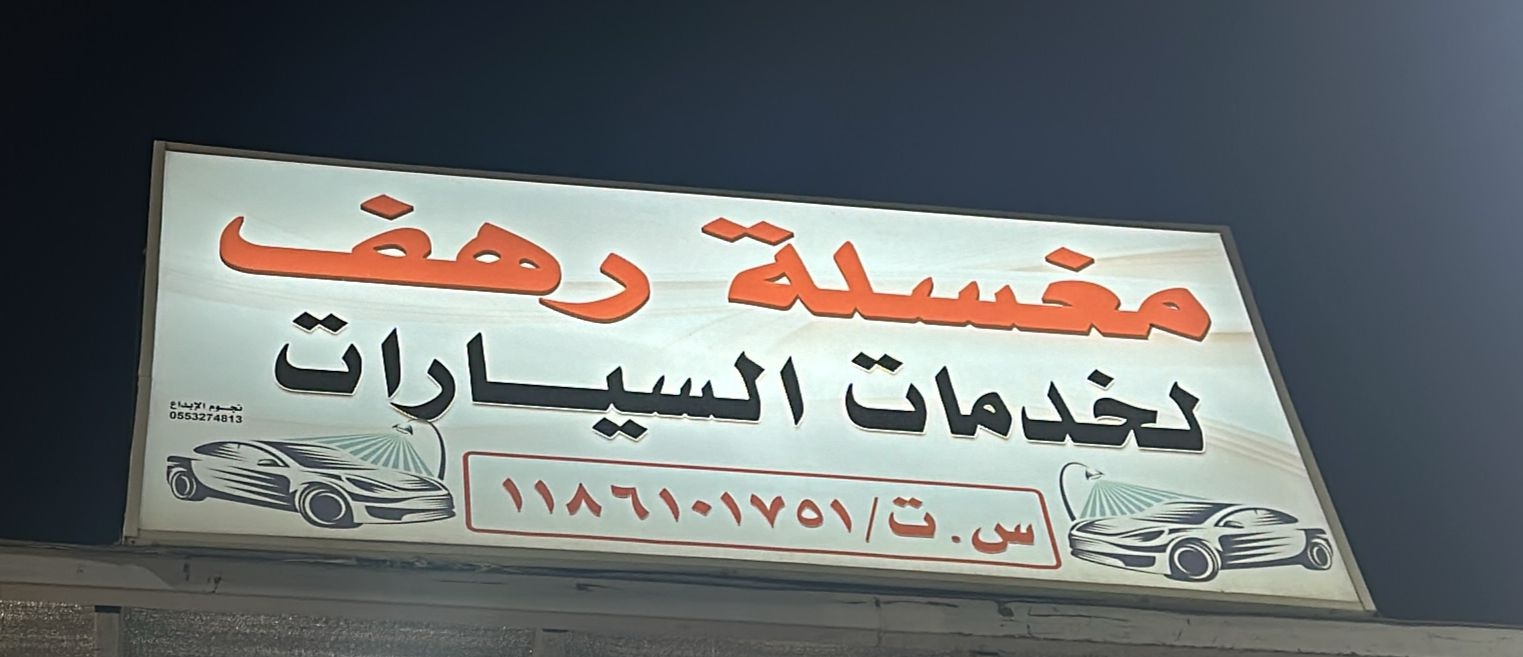 مغسلة رهف
لخدمات السيارات
نجوم الإبداع
0553274813
س. ت/١١٨٦١٠١٧٥١